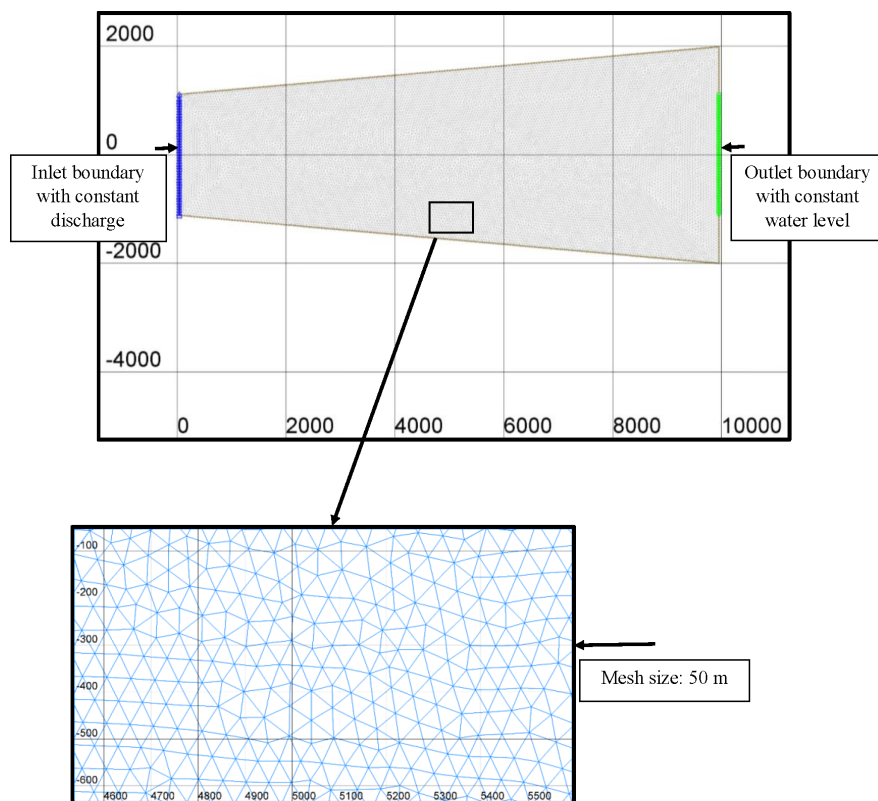 2000
0
-2000
-4000
0 2000 4000 6000 8000 10000
Inlet boundary
with constant
discharge
Outlet boundary
with constant
water level
-100
-200
-300
-400
-500
-600
4600 4700 4800 4900 5000 5100 5200 5300 5400 5500
Mesh size: 50 m